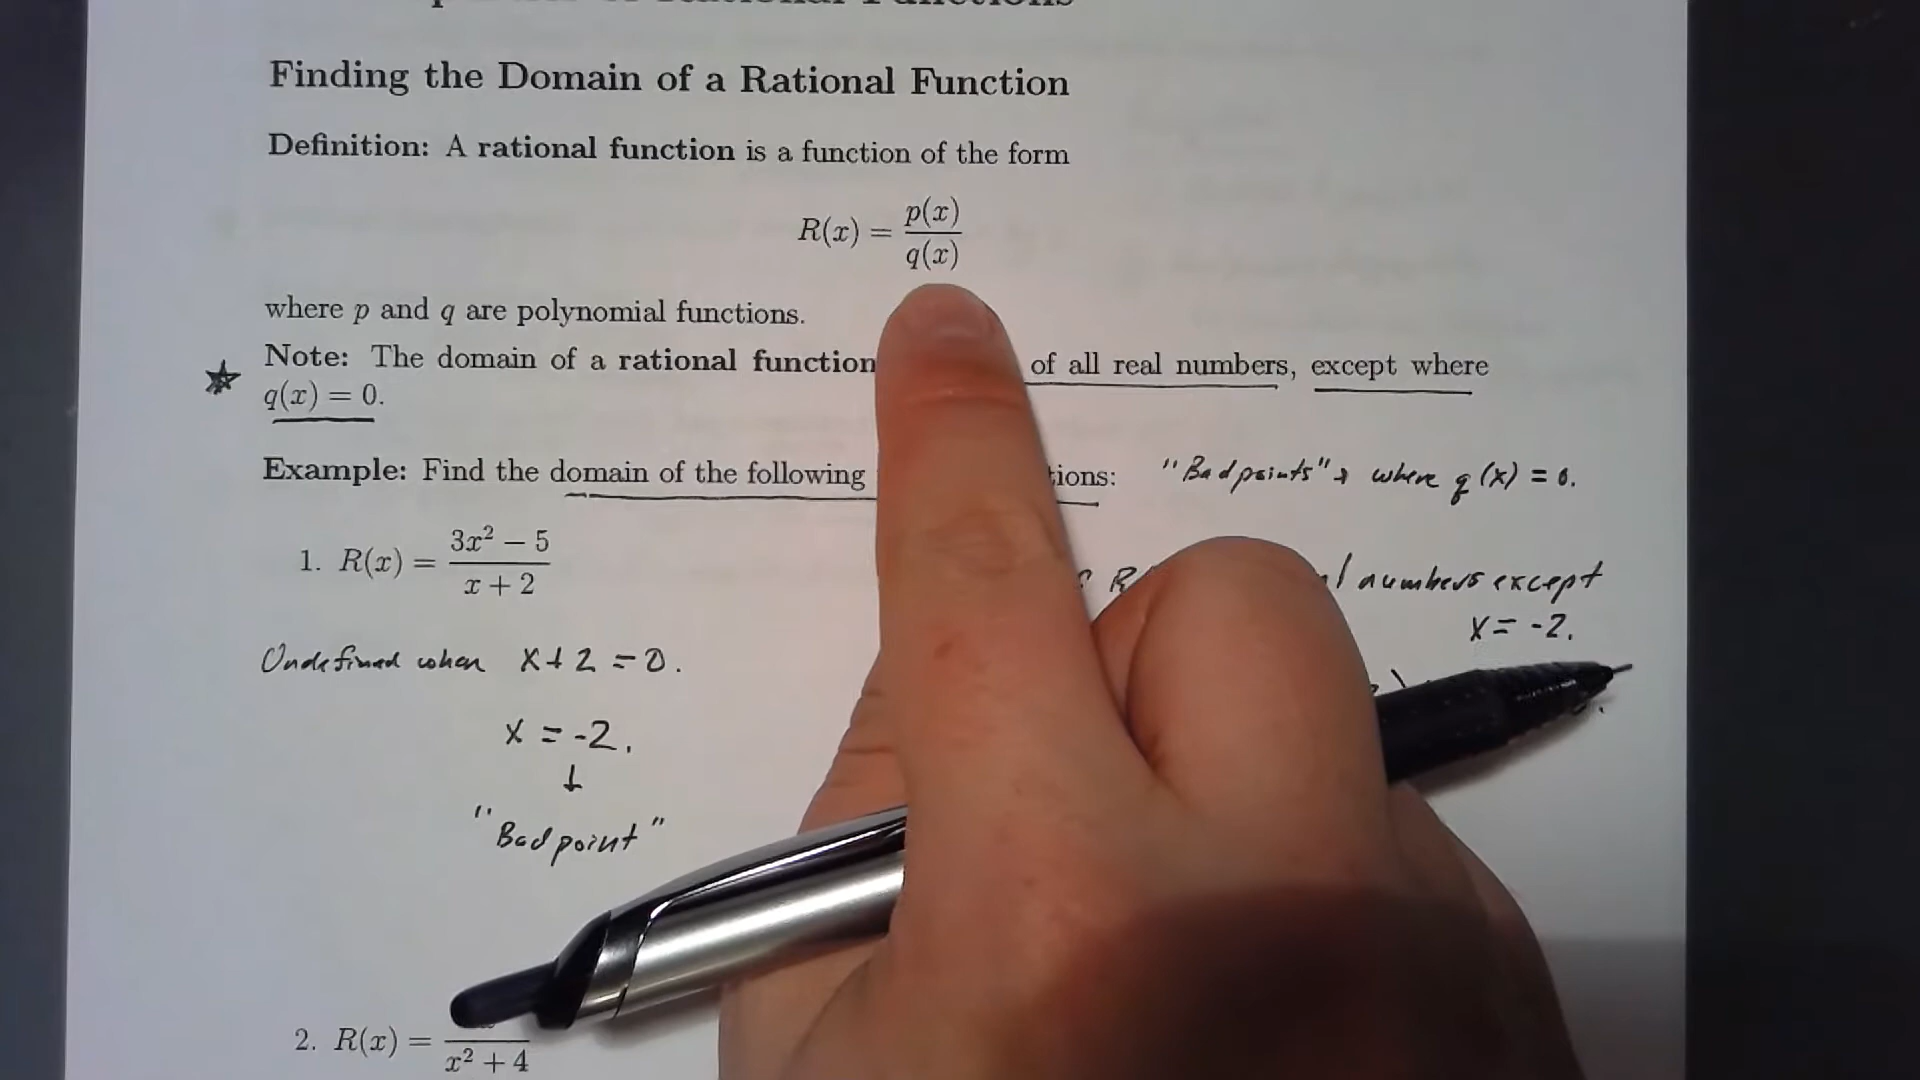 Rational Functions
Finding the Domain of a Rational Function
Definition: A rational function is a function of the form
R(x) = p(x)/q(x)
where p and q are polynomial functions.
Note: The domain of a rational function of all real numbers, except where
q(x) = 0.
Example: Find the domain of the following tions: "Bad points" → where q(x) = 0.
1. R(x) = (3x² − 5)/(x + 2)
R numbers except
x = -2.
Undefined when x + 2 = 0.
x = -2.
↓
"Bad point"
2. R(x) = /(x² + 4)